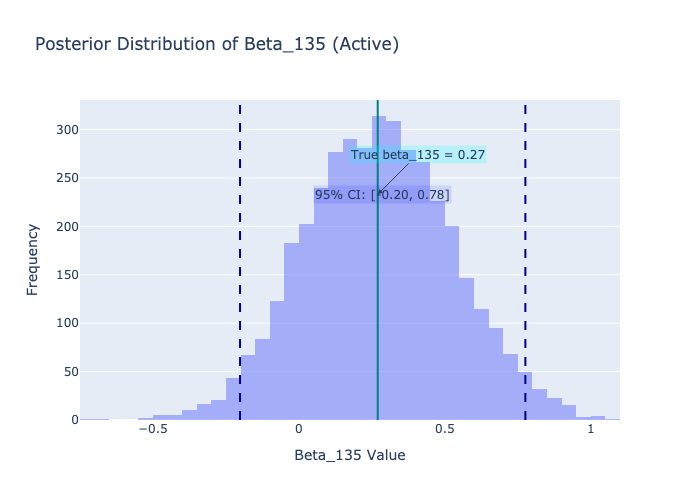 Posterior Distribution of Beta_135 (Active)
300
250
200
150
100
50
0
Frequency
True beta_135 = 0.27
95% CI: [-0.20, 0.78]
−0.5
0
0.5
1
Beta_135 Value